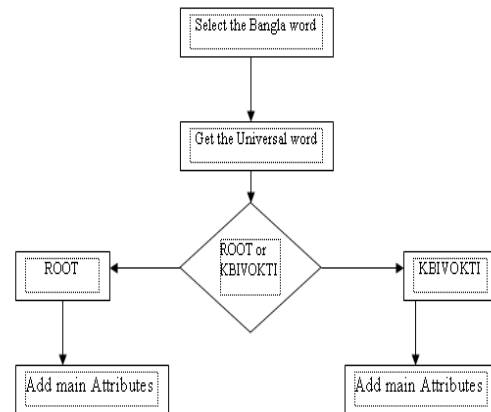 Select the Bangla word
Get the Universal word
ROOT or
KBIVOKTI
ROOT
KBIVOKTI
Add main Attributes
Add main Attributes